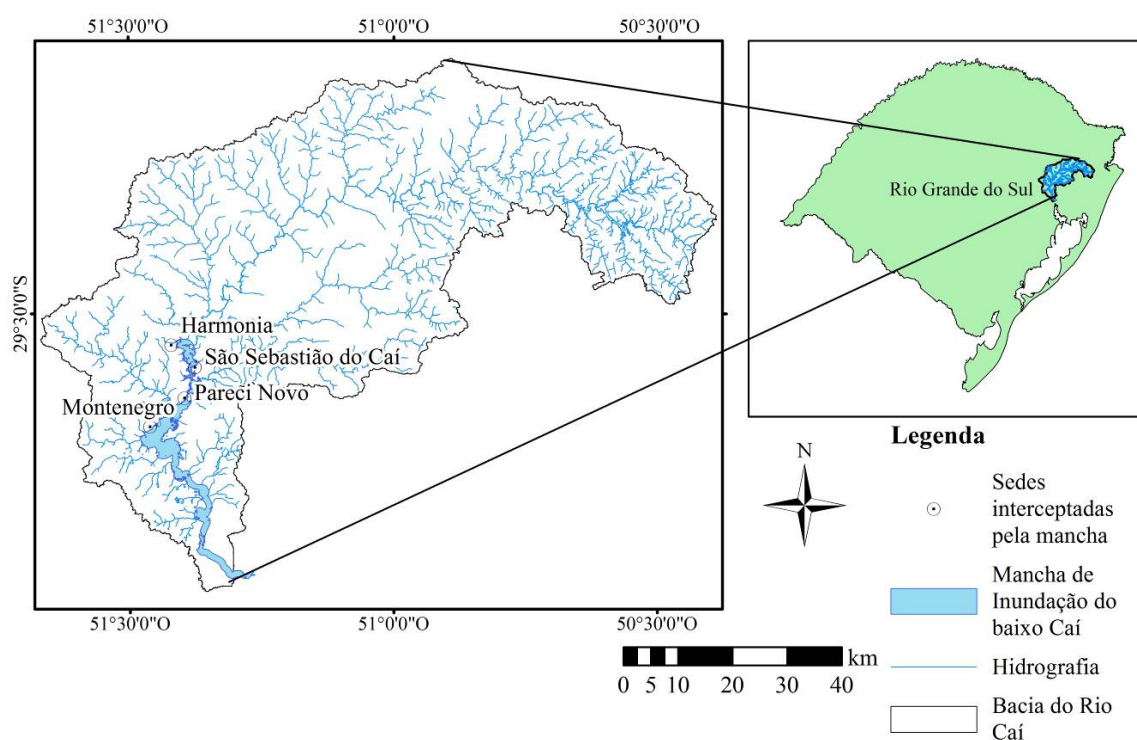 51°30'0"O
51°0'0"O
50°30'0"O
29°30'0"S
Harmonia
São Sebastião do Caí
Pareci Novo
Montenegro
51°30'0"O
51°0'0"O
50°30'0"O
Rio Grande do Sul
N
Legenda
Sedes
interceptadas
pela mancha
Mancha de
Inundação do
baixo Caí
Hidrografia
Bacia do Rio
Caí
km
0 5 10 20 30 40